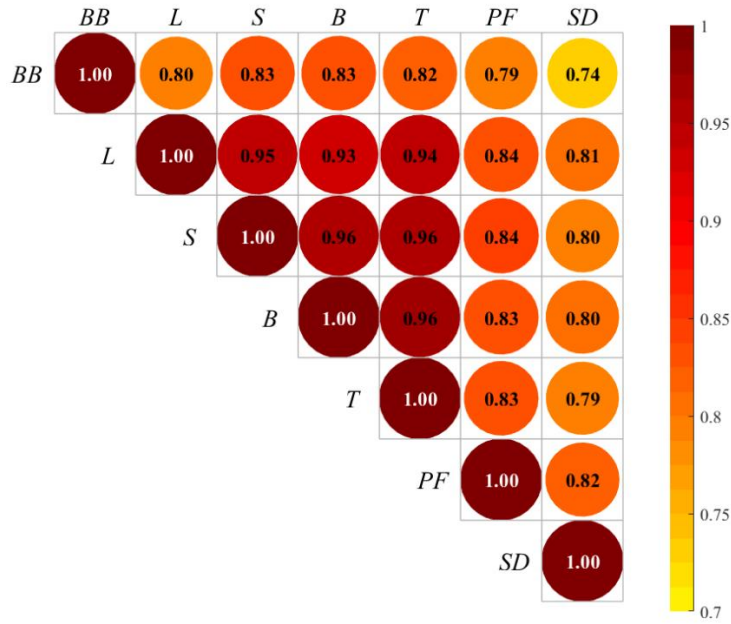 BB L S B T PF SD
BB 1.00 0.80 0.83 0.83 0.82 0.79 0.74
L 1.00 0.95 0.93 0.94 0.84 0.81
S 1.00 0.96 0.96 0.84 0.80
B 1.00 0.96 0.83 0.80
T 1.00 0.83 0.79
PF 1.00 0.82
SD 1.00
1
0.95
0.9
0.85
0.8
0.75
0.7